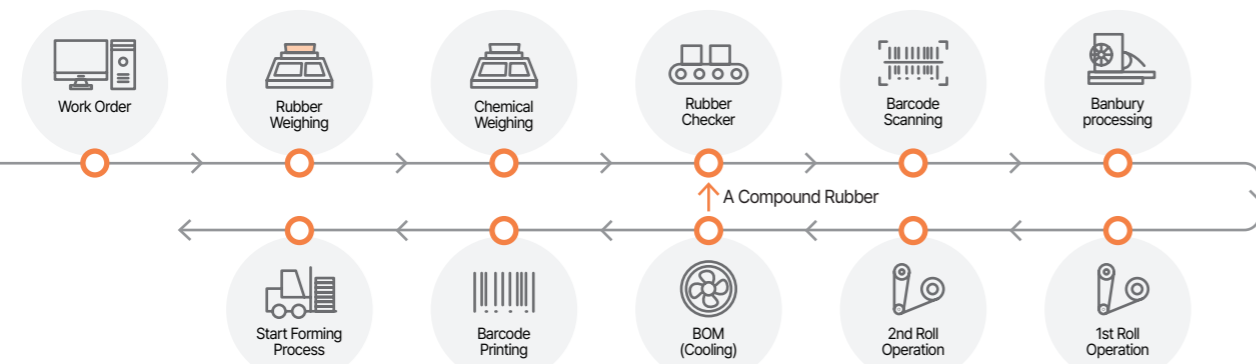 Work Order
Rubber
Weighing
Chemical
Weighing
Rubber
Checker
Barcode
Scanning
Banbury
processing
A Compound Rubber
Start Forming
Process
Barcode
Printing
BOM
(Cooling)
2nd Roll
Operation
1st Roll
Operation